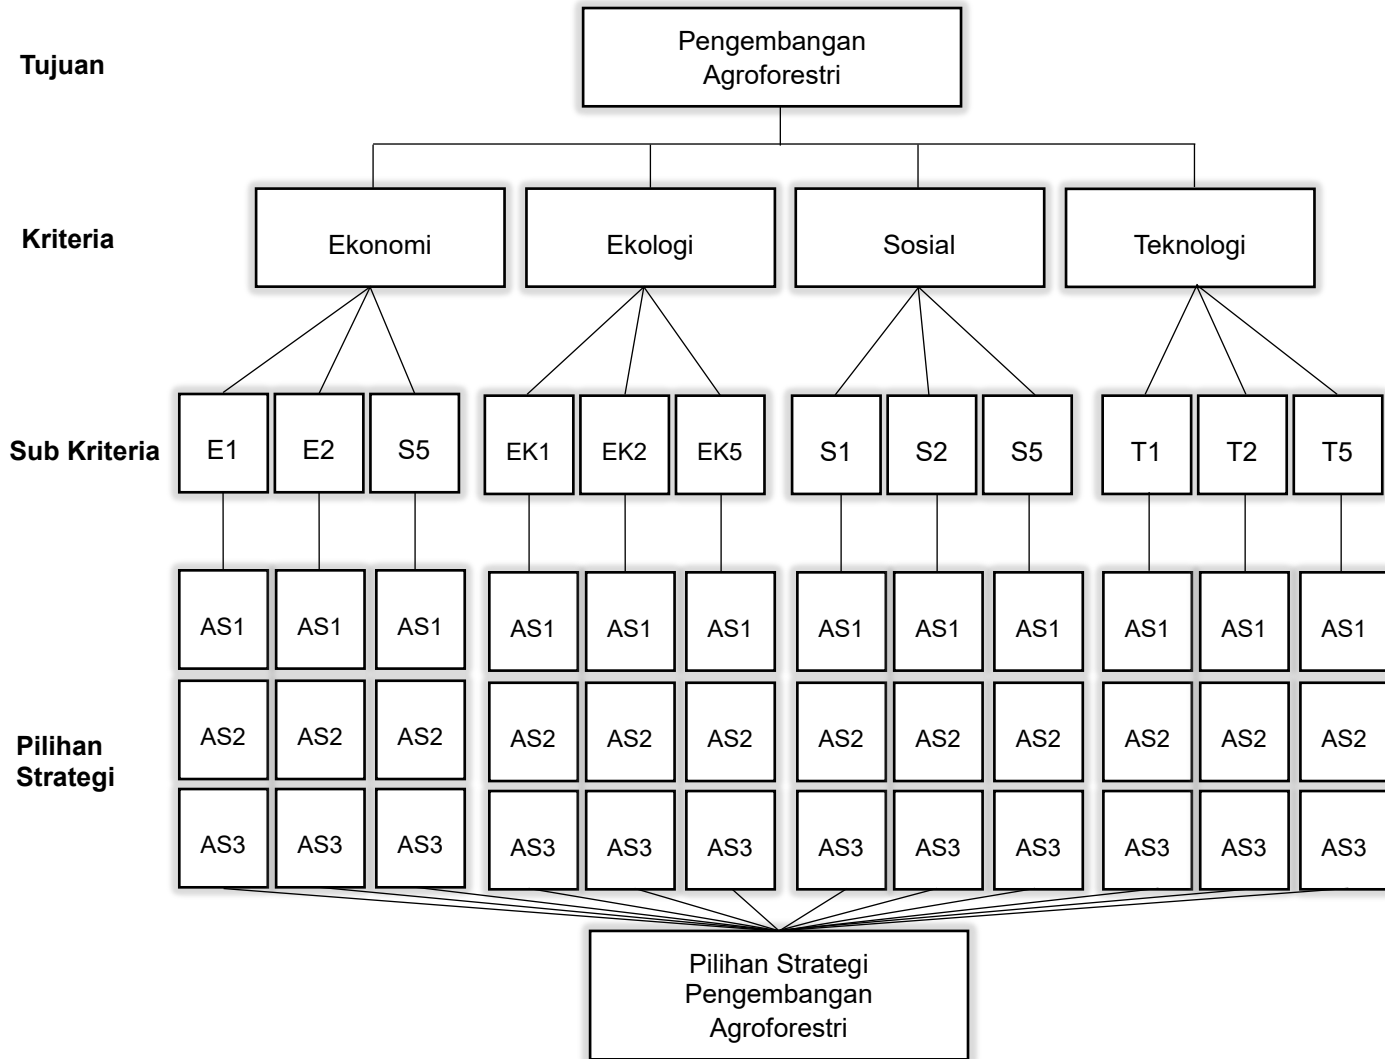 Pengembangan
Agroforestri
Tujuan
Kriteria
Ekonomi
Ekologi
Sosial
Teknologi
Sub Kriteria
E1
E2
S5
EK1
EK2
EK5
S1
S2
S5
T1
T2
T5
AS1
AS1
AS1
AS1
AS1
AS1
AS1
AS1
AS1
AS1
AS1
AS1
Pilihan
Strategi
AS2
AS2
AS2
AS2
AS2
AS2
AS2
AS2
AS2
AS2
AS2
AS2
AS3
AS3
AS3
AS3
AS3
AS3
AS3
AS3
AS3
AS3
AS3
AS3
Pilihan Strategi
Pengembangan
Agroforestri